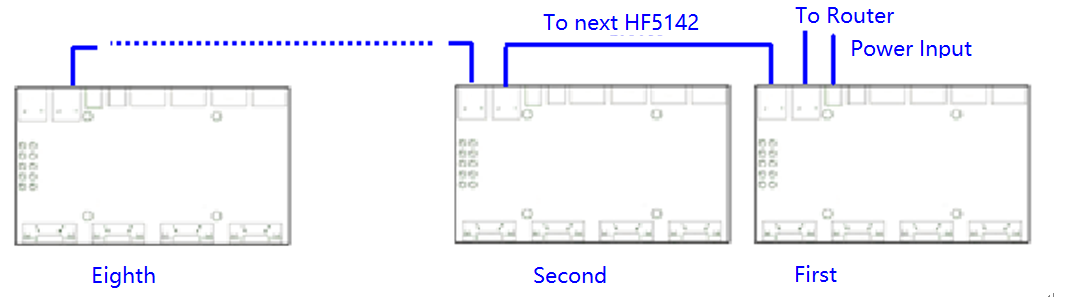 To next HF5142
To Router
Power Input
Eighth
Second
First